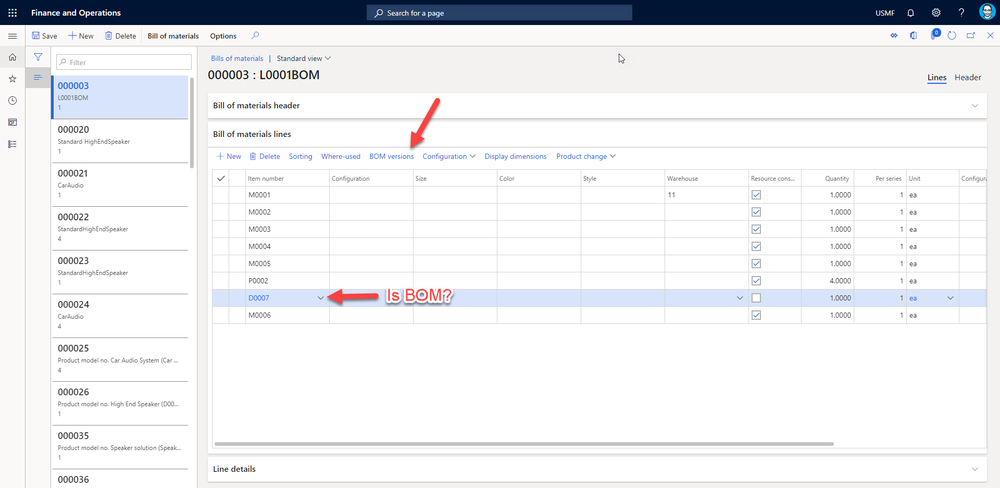 Finance and Operations
Search for a page
USMF
?
Save
New
Delete
Bill of materials
Options
0
Filter
000003
L0001BOM
1
000020
Standard HighEndSpeaker
1
000021
CarAudio
1
000022
StandardHighEndSpeaker
4
000023
StandardHighEndSpeaker
1
000024
CarAudio
4
000025
Product model no. Car Audio System (Car ...
4
000026
Product model no. High End Speaker (D00...
1
000035
Product model no. Speaker solution (Speak...
1
000036
Bills of materials | Standard view
000003 : L0001BOM
Lines Header
Bill of materials header
Bill of materials lines
New Delete Sorting Where-used BOM versions Configuration Display dimensions Product change
Item number Configuration Size Color Style Warehouse Resource cons... Quantity Per series Unit Configura
M0001 11 1.0000 1 ea
M0002 1.0000 1 ea
M0003 1.0000 1 ea
M0004 1.0000 1 ea
M0005 1.0000 1 ea
P0002 4.0000 1 ea
D0007 Is BOM? 1.0000 1 ea
M0006 1.0000 1 ea
Line details